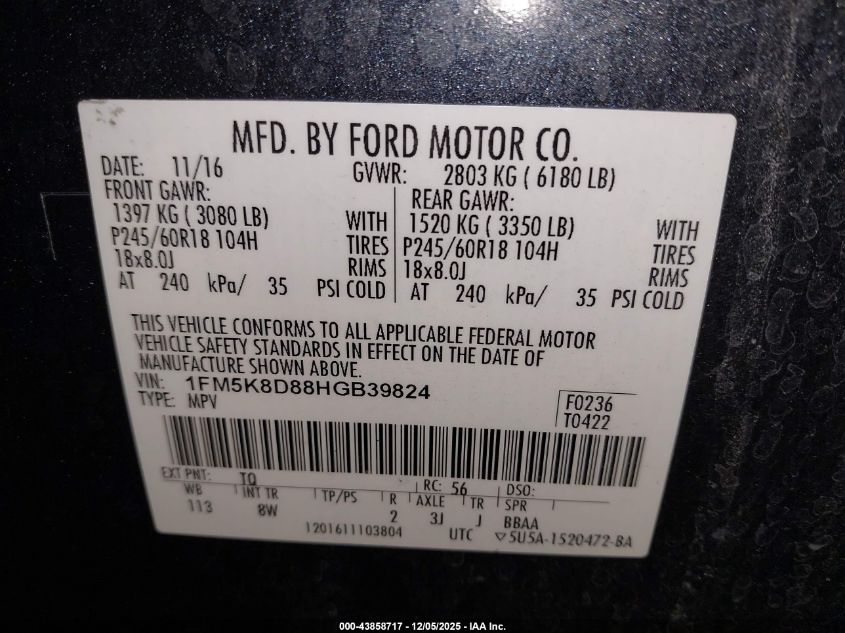 MFD. BY FORD MOTOR CO.
DATE: 11/16 GVWR: 2803 KG ( 6180 LB)
FRONT GAWR: REAR GAWR:
1397 KG ( 3080 LB) WITH 1520 KG ( 3350 LB) WITH
P245/60R18 104H TIRES P245/60R18 104H TIRES
18x8.0J RIMS 18x8.0J RIMS
AT 240 kPa/ 35 PSI COLD AT 240 kPa/ 35 PSI COLD
THIS VEHICLE CONFORMS TO ALL APPLICABLE FEDERAL MOTOR
VEHICLE SAFETY STANDARDS IN EFFECT ON THE DATE OF
MANUFACTURE SHOWN ABOVE.
VIN: 1FM5K8D88HGB39824
TYPE: MPV F0236
T0422
EXT PNT: TQ RC: 56 DSO:
WB INT TR TP/PS R AXLE TR SPR
113 8W 2 3J J BBAA
1201611103804 UTC ▽5U5A-1520472-BA
000-43858717 - 12/05/2025 - IAA Inc.